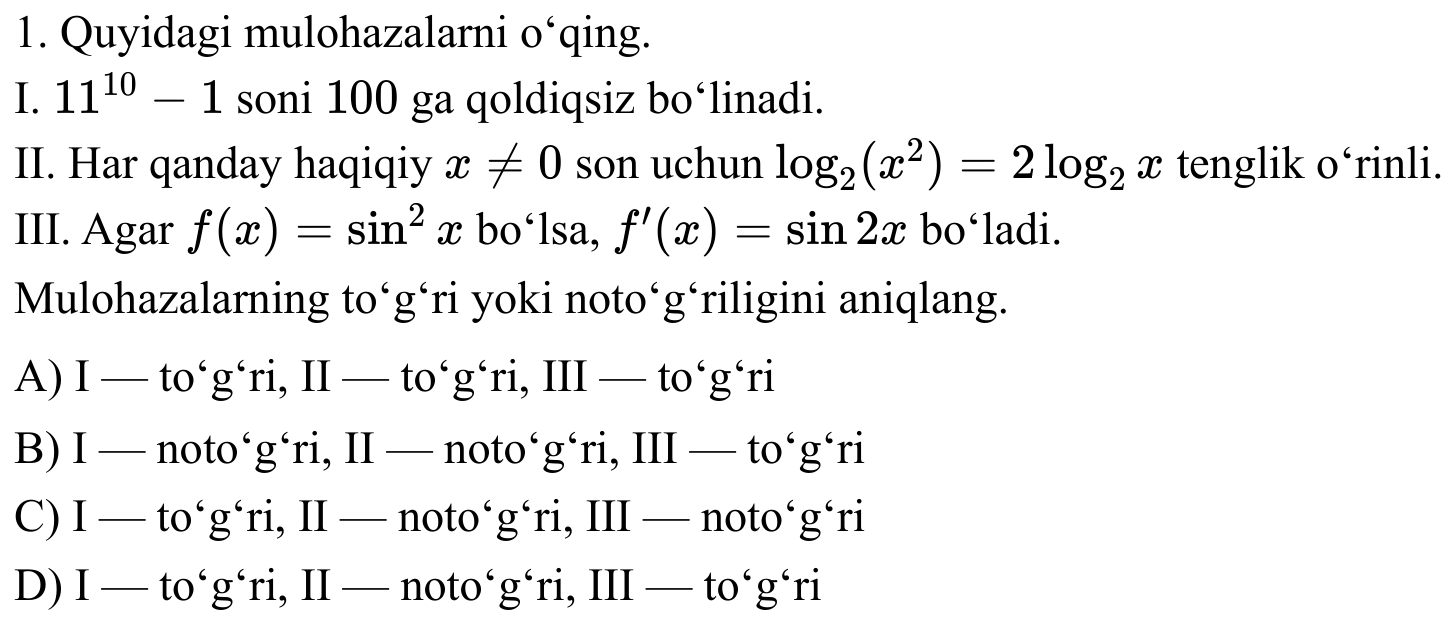 1. Quyidagi mulohazalarni o‘qing.
I. 11¹⁰ − 1 soni 100 ga qoldiqsiz bo‘linadi.
II. Har qanday haqiqiy x ≠ 0 son uchun log₂(x²) = 2 log₂ x tenglik o‘rinli.
III. Agar f(x) = sin² x bo‘lsa, f′(x) = sin 2x bo‘ladi.
Mulohazalarning to‘g‘ri yoki noto‘g‘riligini aniqlang.
A) I — to‘g‘ri, II — to‘g‘ri, III — to‘g‘ri
B) I — noto‘g‘ri, II — noto‘g‘ri, III — to‘g‘ri
C) I — to‘g‘ri, II — noto‘g‘ri, III — noto‘g‘ri
D) I — to‘g‘ri, II — noto‘g‘ri, III — to‘g‘ri